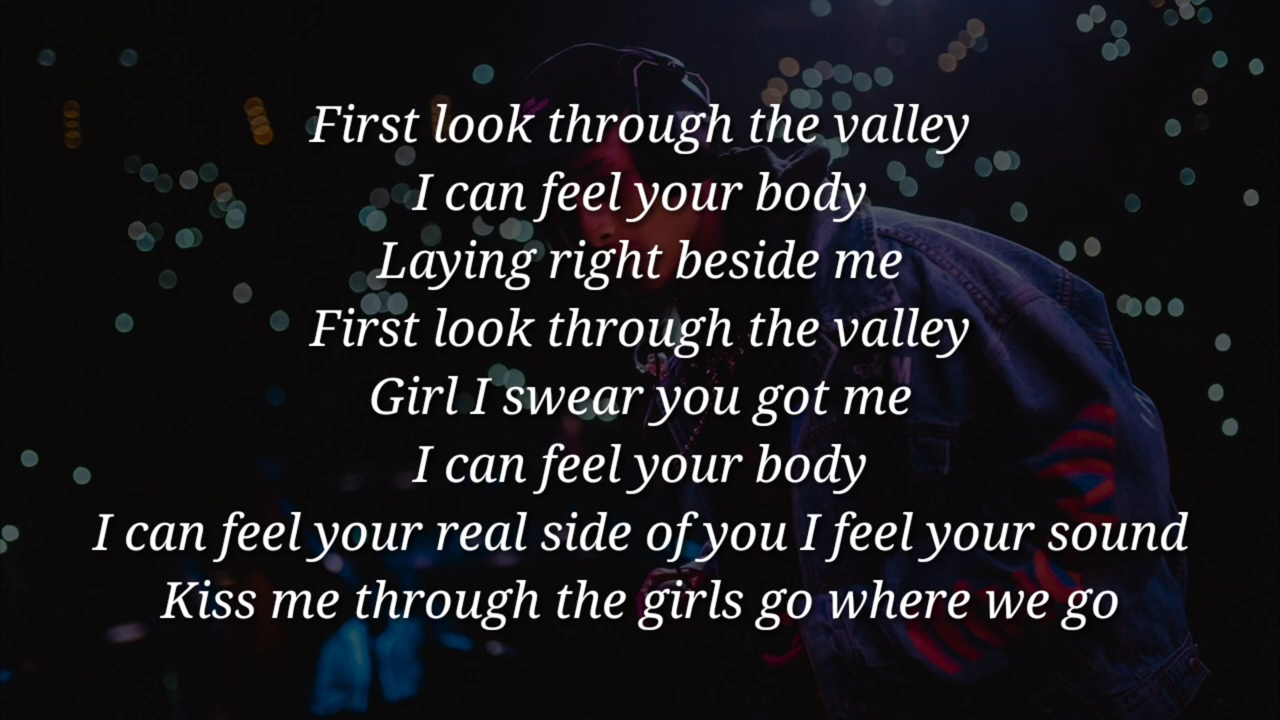 First look through the valley
I can feel your body
Laying right beside me
First look through the valley
Girl I swear you got me
I can feel your body
I can feel your real side of you I feel your sound
Kiss me through the girls go where we go